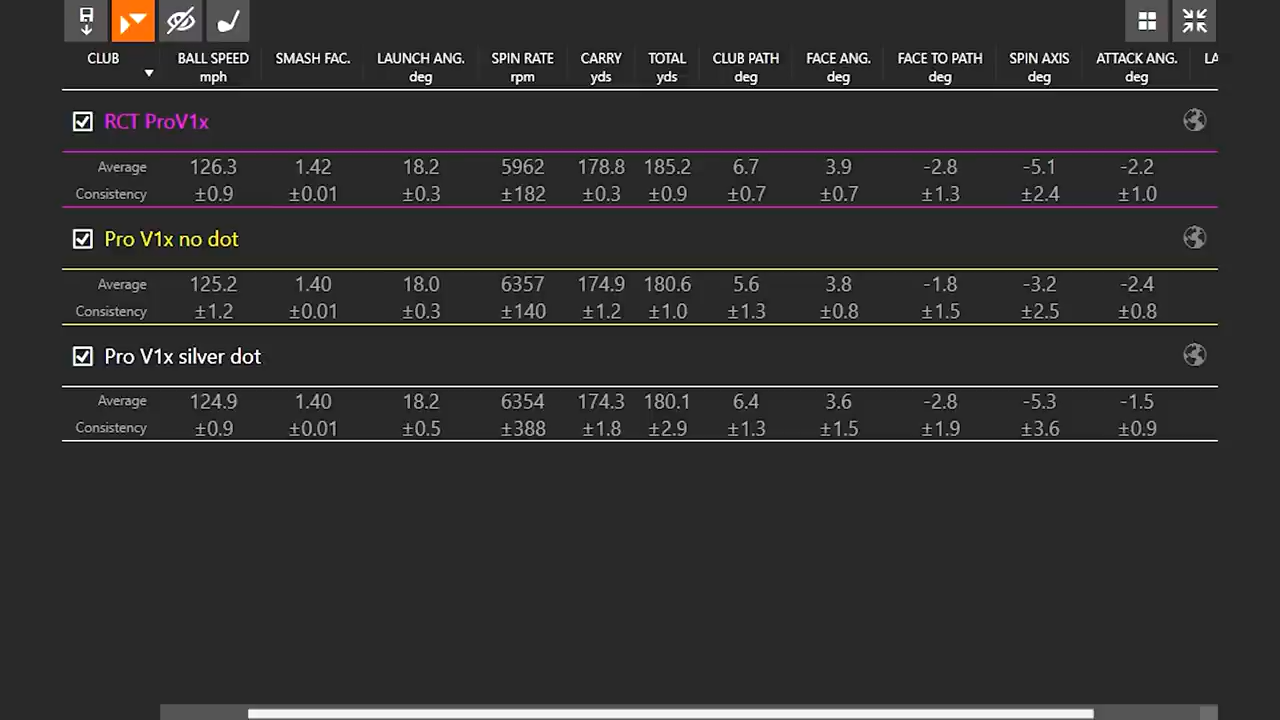 CLUB BALL SPEED SMASH FAC. LAUNCH ANG. SPIN RATE CARRY TOTAL CLUB PATH FACE ANG. FACE TO PATH SPIN AXIS ATTACK ANG. LA
mph deg rpm yds yds deg deg deg deg deg
RCT ProV1x
Average 126.3 1.42 18.2 5962 178.8 185.2 6.7 3.9 -2.8 -5.1 -2.2
Consistency ±0.9 ±0.01 ±0.3 ±182 ±0.3 ±0.9 ±0.7 ±0.7 ±1.3 ±2.4 ±1.0
Pro V1x no dot
Average 125.2 1.40 18.0 6357 174.9 180.6 5.6 3.8 -1.8 -3.2 -2.4
Consistency ±1.2 ±0.01 ±0.3 ±140 ±1.2 ±1.0 ±1.3 ±0.8 ±1.5 ±2.5 ±0.8
Pro V1x silver dot
Average 124.9 1.40 18.2 6354 174.3 180.1 6.4 3.6 -2.8 -5.3 -1.5
Consistency ±0.9 ±0.01 ±0.5 ±388 ±1.8 ±2.9 ±1.3 ±1.5 ±1.9 ±3.6 ±0.9